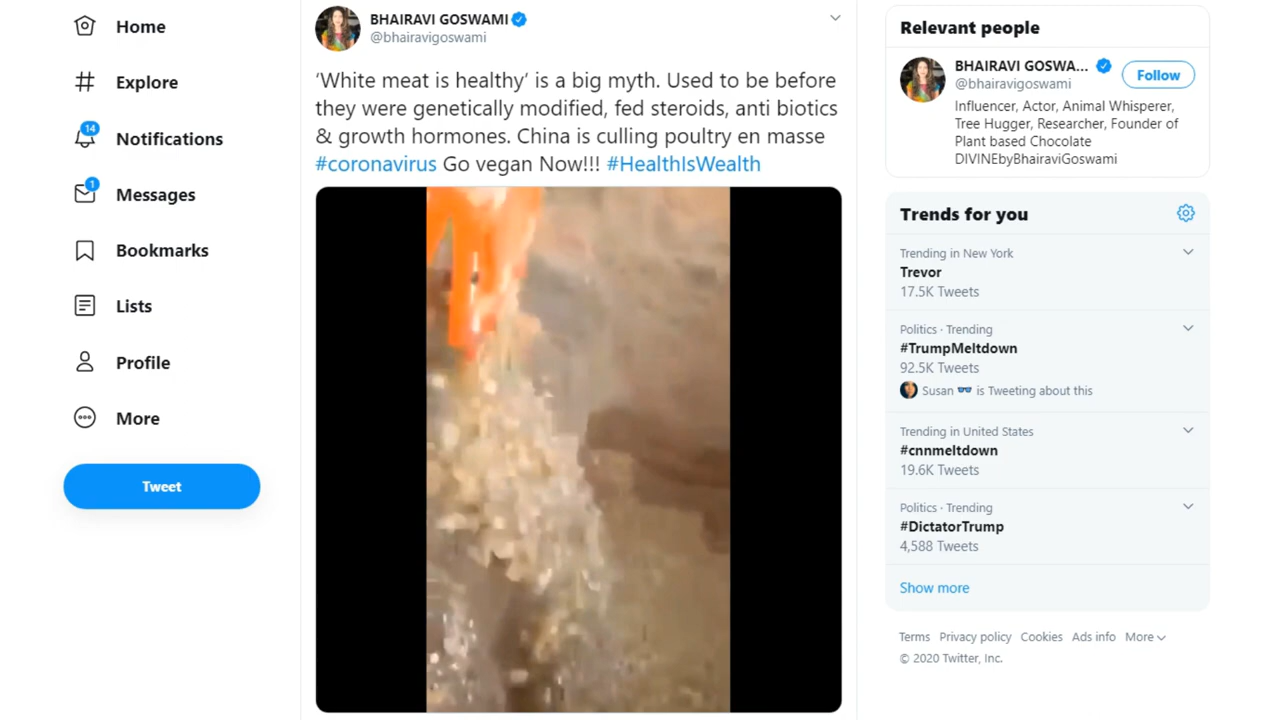 Home
Explore
14
Notifications
1
Messages
Bookmarks
Lists
Profile
More
Tweet
BHAIRAVI GOSWAMI
@bhairavigoswami
‘White meat is healthy’ is a big myth. Used to be before
they were genetically modified, fed steroids, anti biotics
& growth hormones. China is culling poultry en masse
#coronavirus Go vegan Now!!! #HealthIsWealth
Relevant people
BHAIRAVI GOSWA...
@bhairavigoswami
Follow
Influencer, Actor, Animal Whisperer,
Tree Hugger, Researcher, Founder of
Plant based Chocolate
DIVINEbyBhairaviGoswami
Trends for you
Trending in New York
Trevor
17.5K Tweets
Politics · Trending
#TrumpMeltdown
92.5K Tweets
Susan 👓 is Tweeting about this
Trending in United States
#cnnmeltdown
19.6K Tweets
Politics · Trending
#DictatorTrump
4,588 Tweets
Show more
Terms Privacy policy Cookies Ads info More
© 2020 Twitter, Inc.